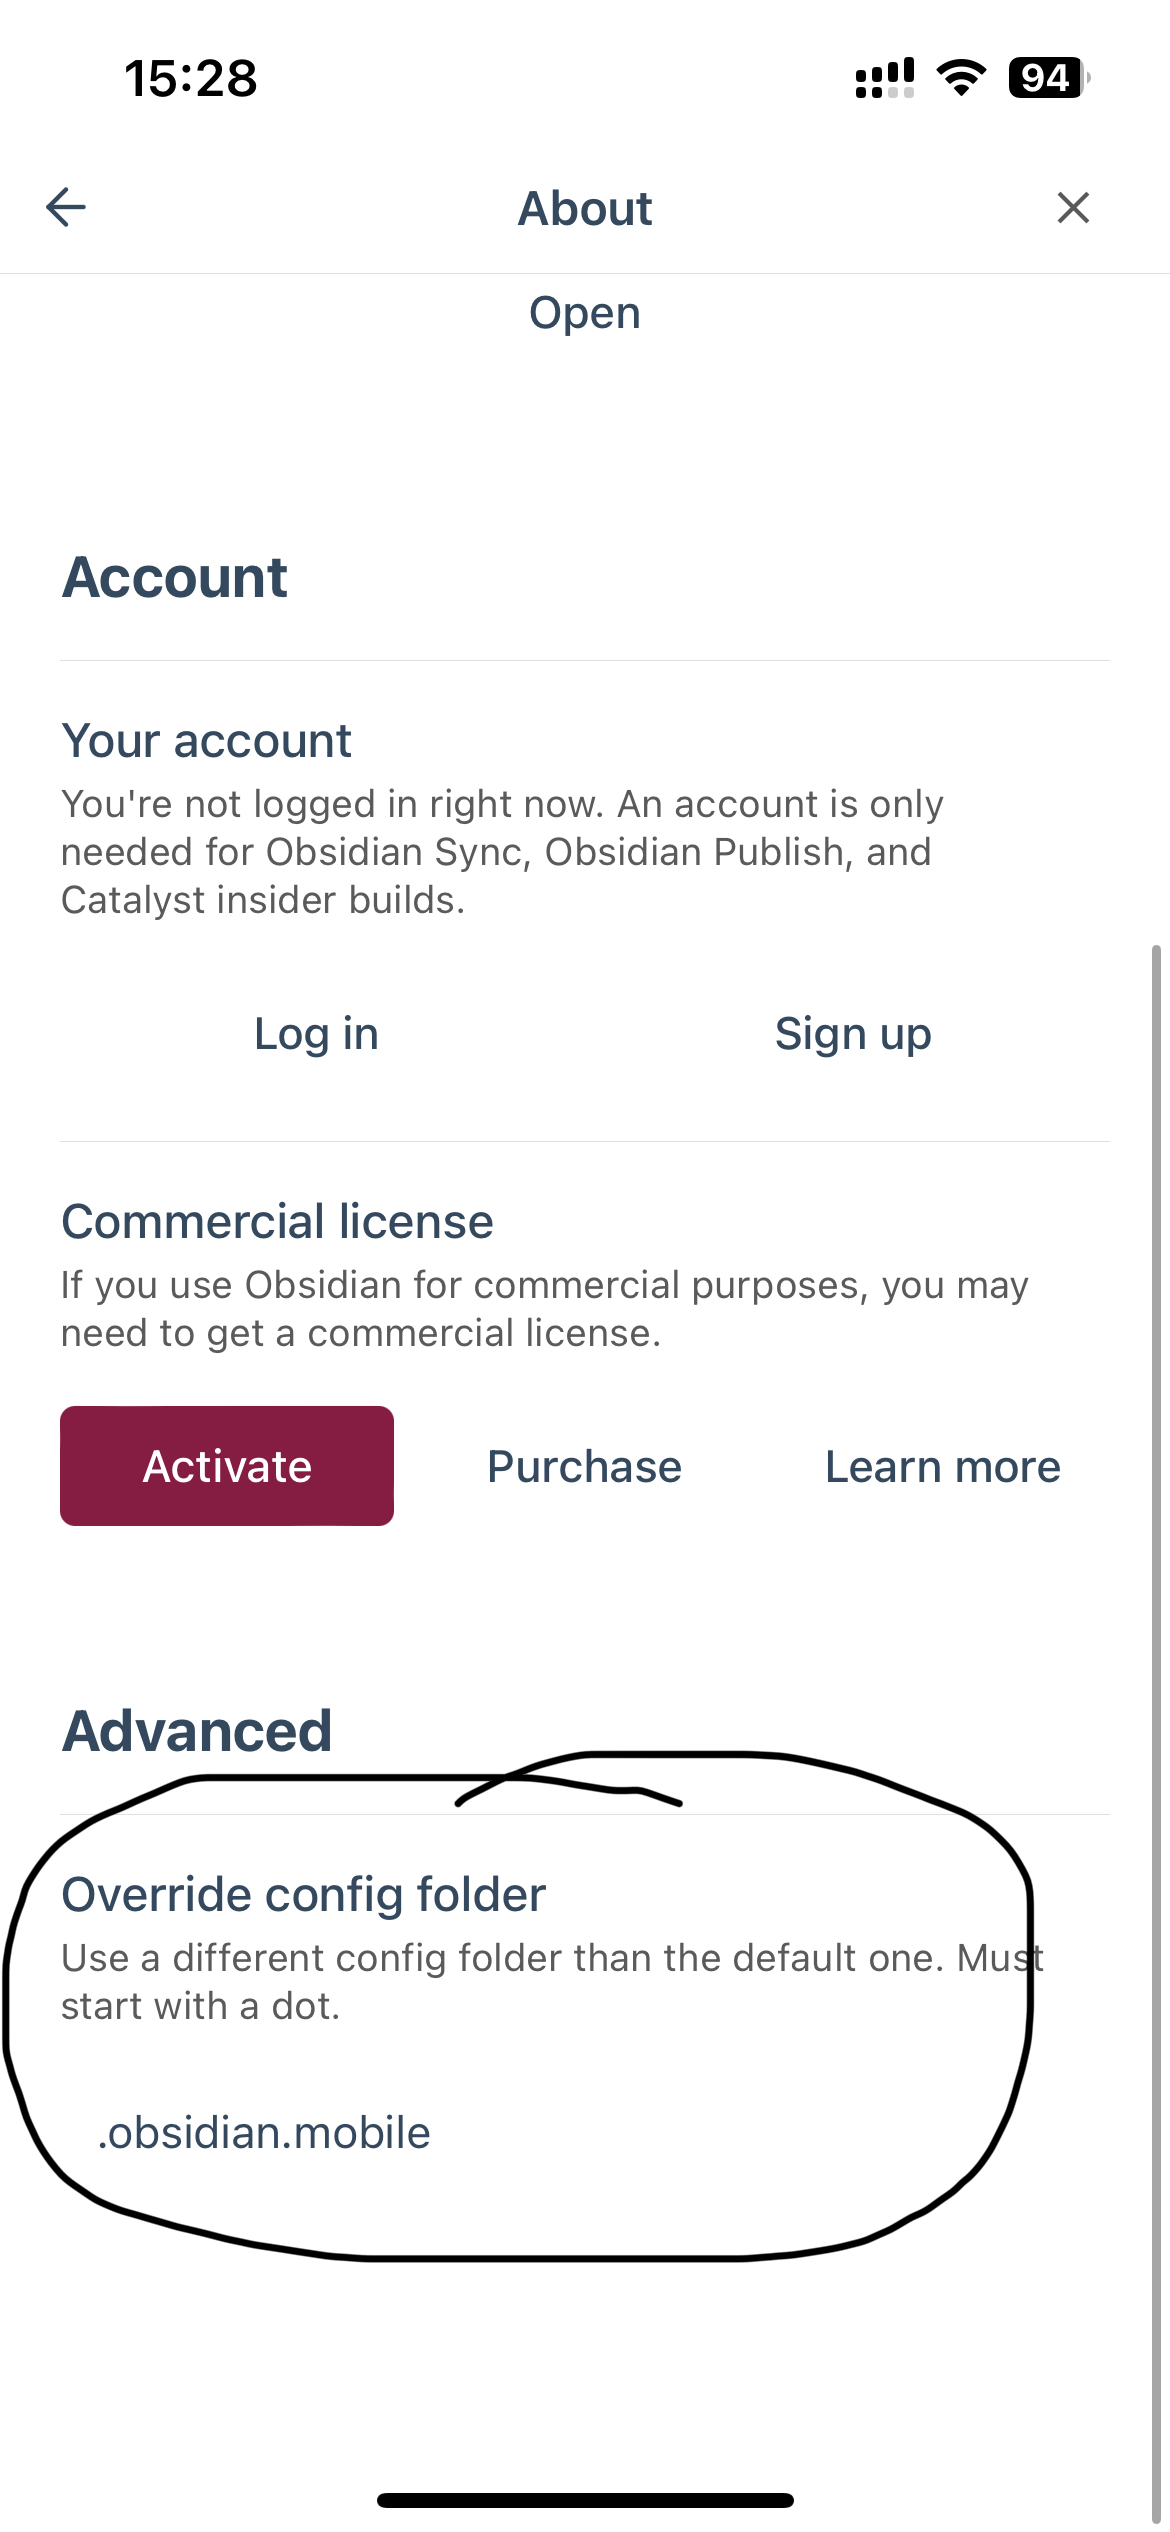 15:28
94
About
Open
Account
Your account
You're not logged in right now. An account is only
needed for Obsidian Sync, Obsidian Publish, and
Catalyst insider builds.
Log in Sign up
Commercial license
If you use Obsidian for commercial purposes, you may
need to get a commercial license.
Activate Purchase Learn more
Advanced
Override config folder
Use a different config folder than the default one. Must
start with a dot.
.obsidian.mobile